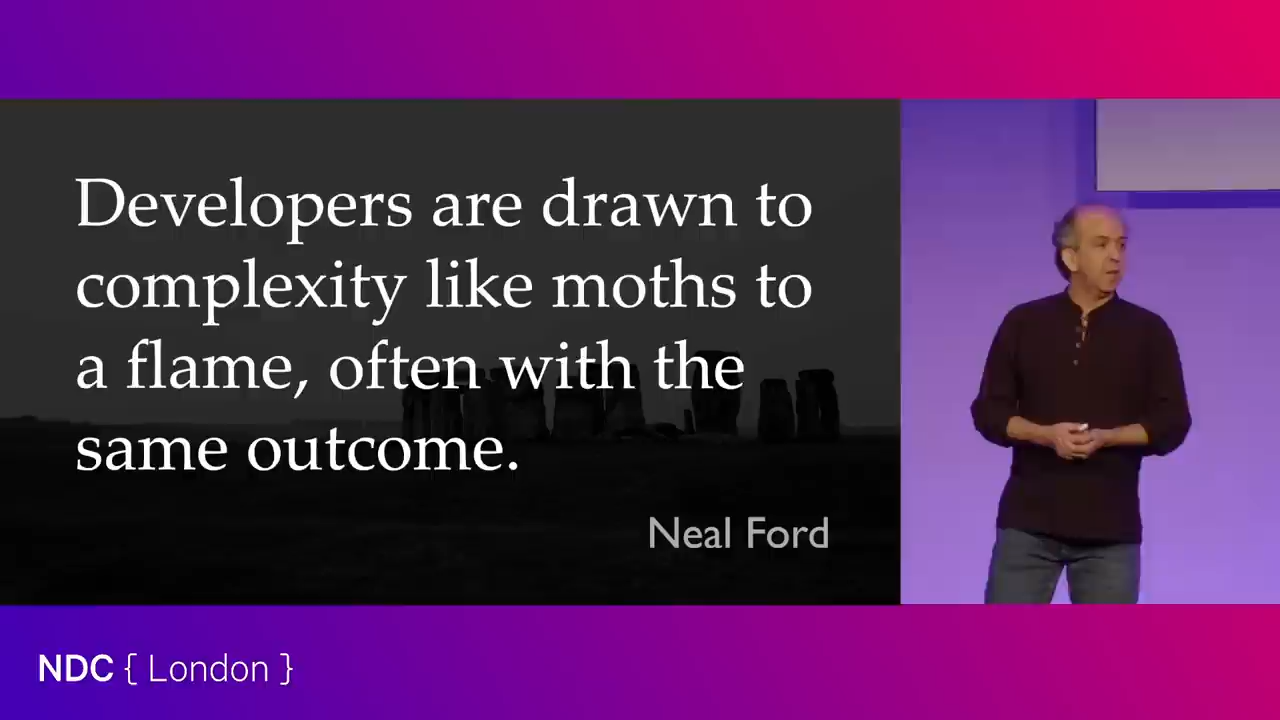 Developers are drawn to
complexity like moths to
a flame, often with the
same outcome.
Neal Ford
NDC { London }